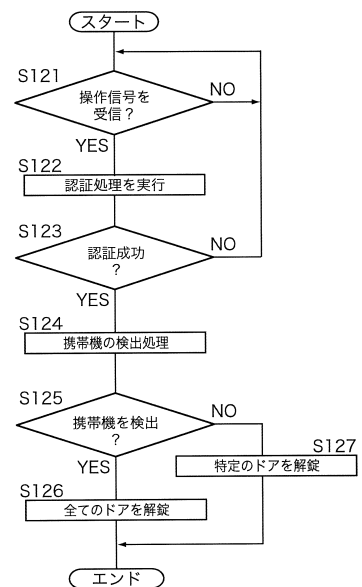 スタート
S121
操作信号を
受信？
NO
YES
S122
認証処理を実行
S123
認証成功
？
NO
YES
S124
携帯機の検出処理
S125
携帯機を検出
？
NO
YES
S127
特定のドアを解錠
S126
全てのドアを解錠
エンド